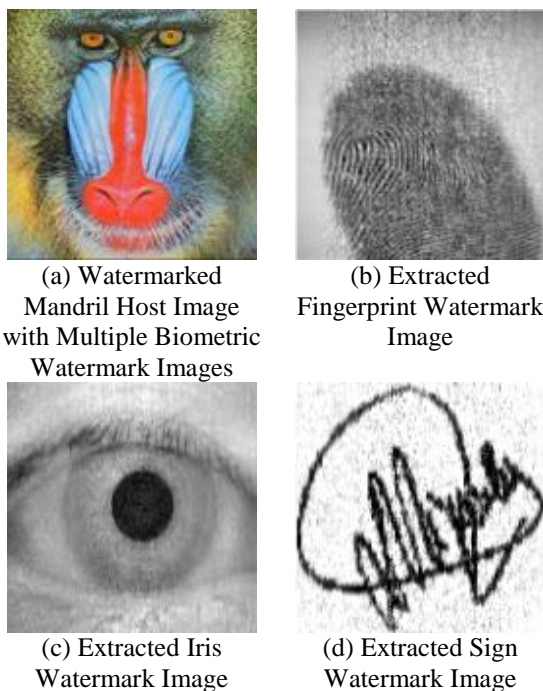 (a) Watermarked
Mandril Host Image
with Multiple Biometric
Watermark Images
(b) Extracted
Fingerprint Watermark
Image
(c) Extracted Iris
Watermark Image
(d) Extracted Sign
Watermark Image